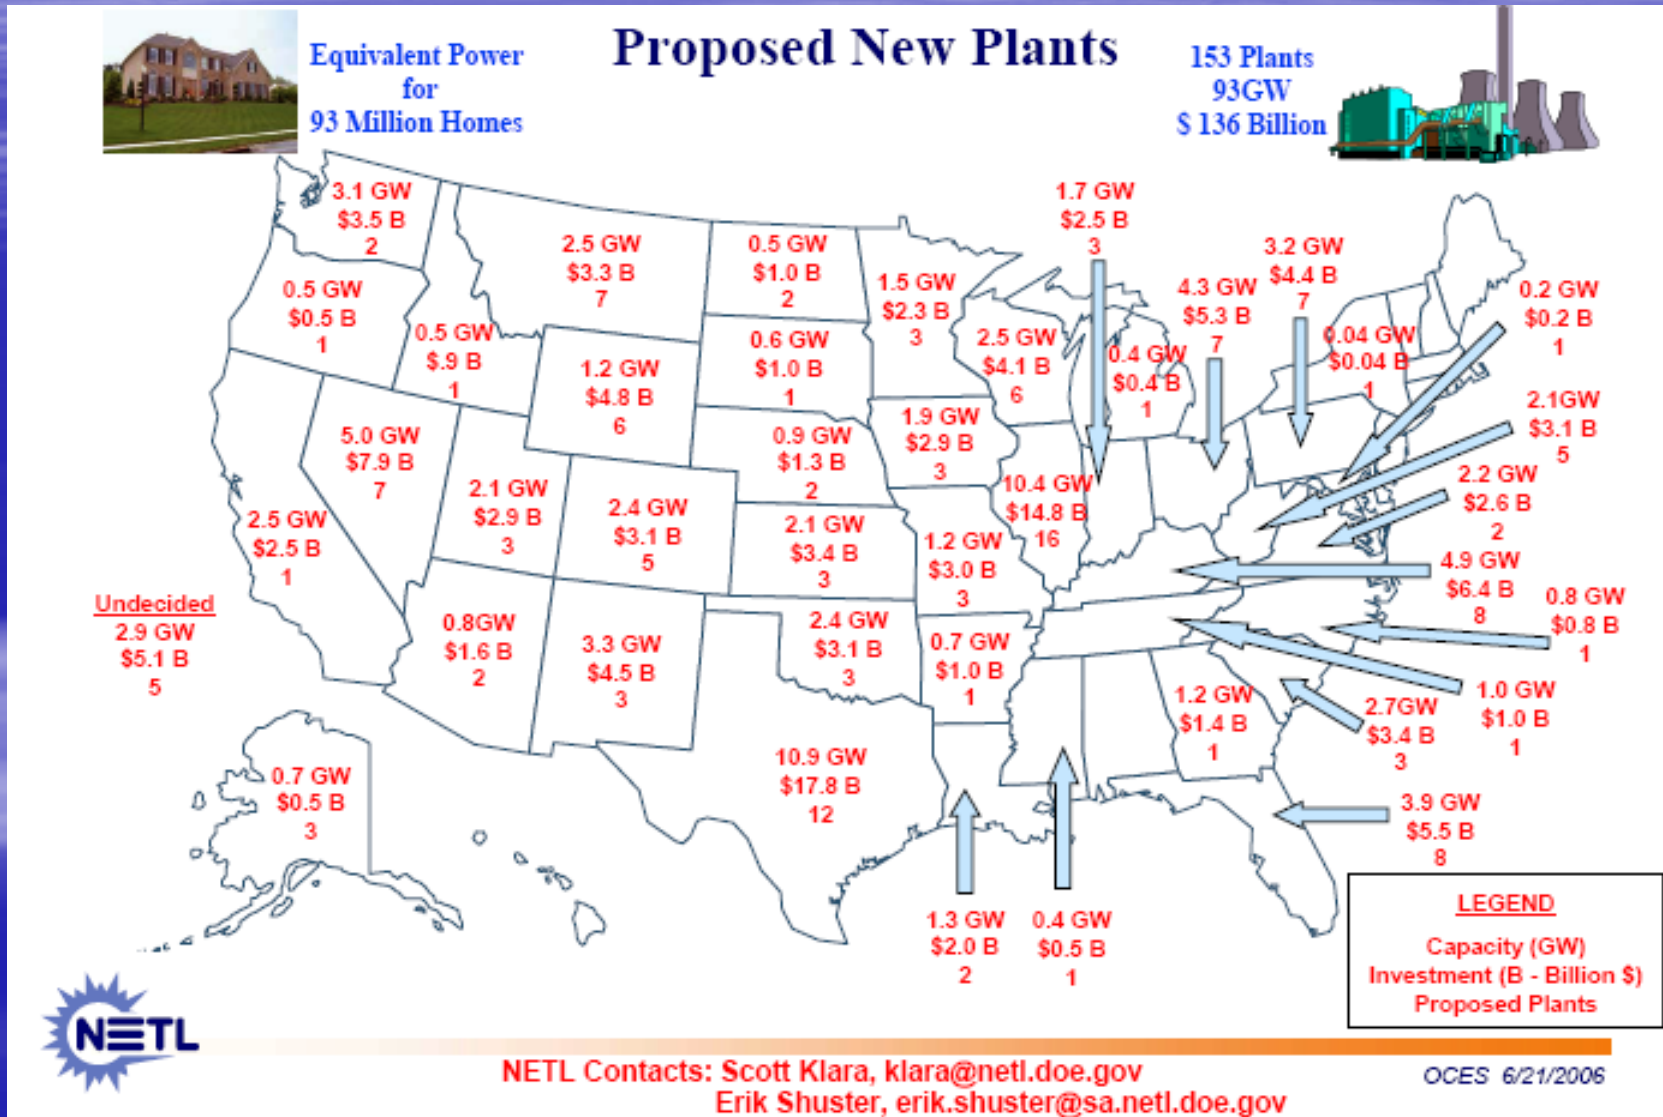 Proposed New Plants
Equivalent Power
for
93 Million Homes
153 Plants
93GW
$ 136 Billion
3.1 GW
$3.5 B
2
0.5 GW
$0.5 B
1
0.5 GW
$.9 B
1
2.5 GW
$3.3 B
7
0.5 GW
$1.0 B
2
1.5 GW
$2.3 B
3
1.7 GW
$2.5 B
3
3.2 GW
$4.4 B
7
4.3 GW
$5.3 B
7
0.2 GW
$0.2 B
1
0.04 GW
$0.04 B
1
2.5 GW
$4.1 B
6
0.4 GW
$0.4 B
1
0.6 GW
$1.0 B
1
1.2 GW
$4.8 B
6
2.1GW
$3.1 B
5
1.9 GW
$2.9 B
3
0.9 GW
$1.3 B
2
5.0 GW
$7.9 B
7
2.2 GW
$2.6 B
2
10.4 GW
$14.8 B
16
2.1 GW
$2.9 B
3
2.4 GW
$3.1 B
5
2.5 GW
$2.5 B
1
2.1 GW
$3.4 B
3
1.2 GW
$3.0 B
3
4.9 GW
$6.4 B
8
0.8 GW
$0.8 B
1
Undecided
2.9 GW
$5.1 B
5
0.8GW
$1.6 B
2
3.3 GW
$4.5 B
3
2.4 GW
$3.1 B
3
0.7 GW
$1.0 B
1
1.2 GW
$1.4 B
1
2.7GW
$3.4 B
3
1.0 GW
$1.0 B
1
10.9 GW
$17.8 B
12
0.7 GW
$0.5 B
3
3.9 GW
$5.5 B
8
1.3 GW
$2.0 B
2
0.4 GW
$0.5 B
1
LEGEND
Capacity (GW)
Investment (B - Billion $)
Proposed Plants
NETL
NETL Contacts: Scott Klara, klara@netl.doe.gov
Erik Shuster, erik.shuster@sa.netl.doe.gov
OCES 6/21/2006